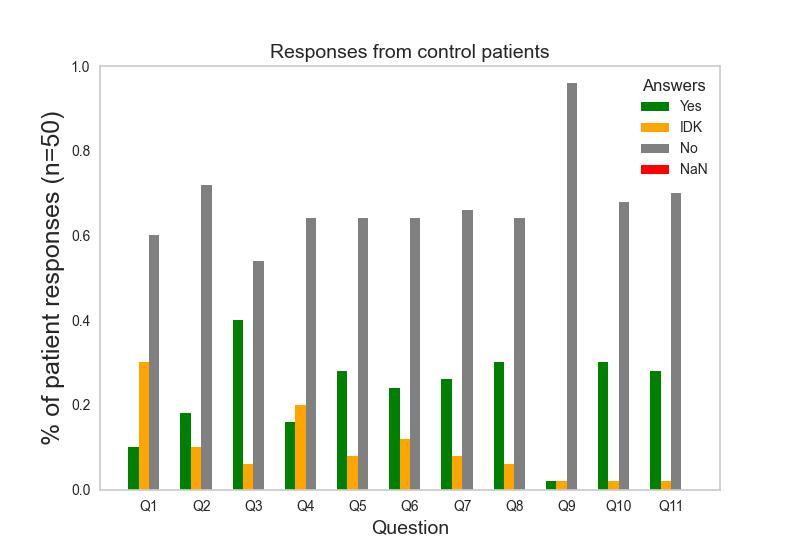 Responses from control patients
1.0
0.8
0.6
0.4
0.2
0.0
% of patient responses (n=50)
Answers
Yes
IDK
No
NaN
Q1 Q2 Q3 Q4 Q5 Q6 Q7 Q8 Q9 Q10 Q11
Question